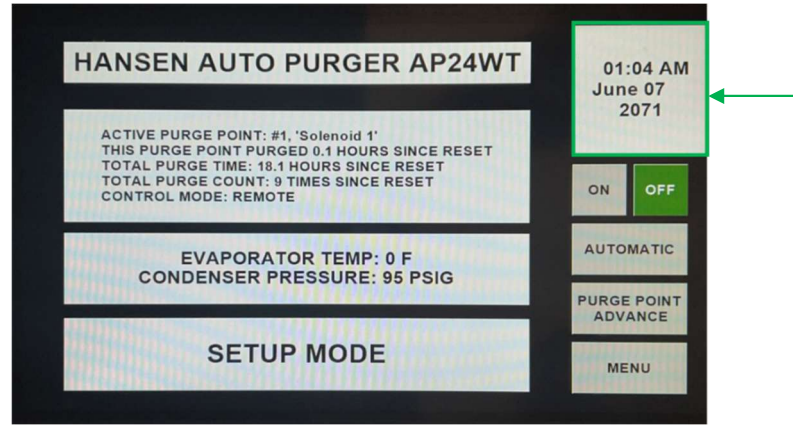 HANSEN AUTO PURGER AP24WT
01:04 AM
June 07
2071
ACTIVE PURGE POINT: #1, 'Solenoid 1'
THIS PURGE POINT PURGED 0.1 HOURS SINCE RESET
TOTAL PURGE TIME: 18.1 HOURS SINCE RESET
TOTAL PURGE COUNT: 9 TIMES SINCE RESET
CONTROL MODE: REMOTE
ON
OFF
EVAPORATOR TEMP: 0 F
CONDENSER PRESSURE: 95 PSIG
AUTOMATIC
PURGE POINT
ADVANCE
SETUP MODE
MENU